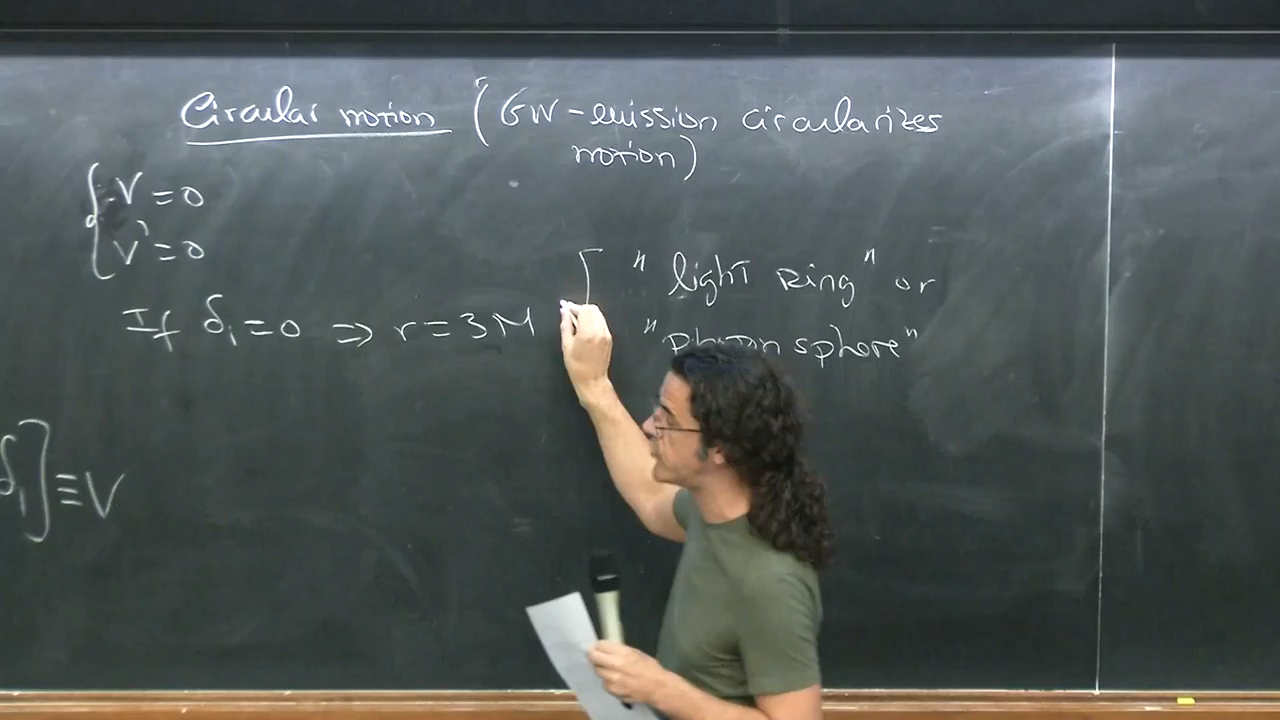 Circular motion (GW-emission circularizes
motion)
V=0
V'=0
"light ring" or
If δ₁=0 ⇒ r=3M
"photon sphere"
δ₁] ≡V